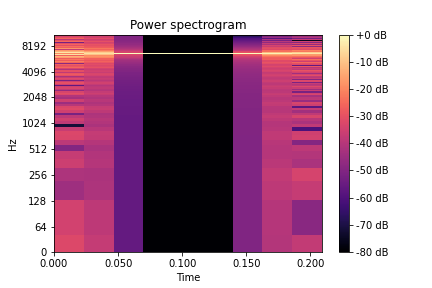 Power spectrogram
8192
4096
2048
1024
512
256
128
64
0
Hz
0.000 0.050 0.100 0.150 0.200
Time
+0 dB
-10 dB
-20 dB
-30 dB
-40 dB
-50 dB
-60 dB
-70 dB
-80 dB